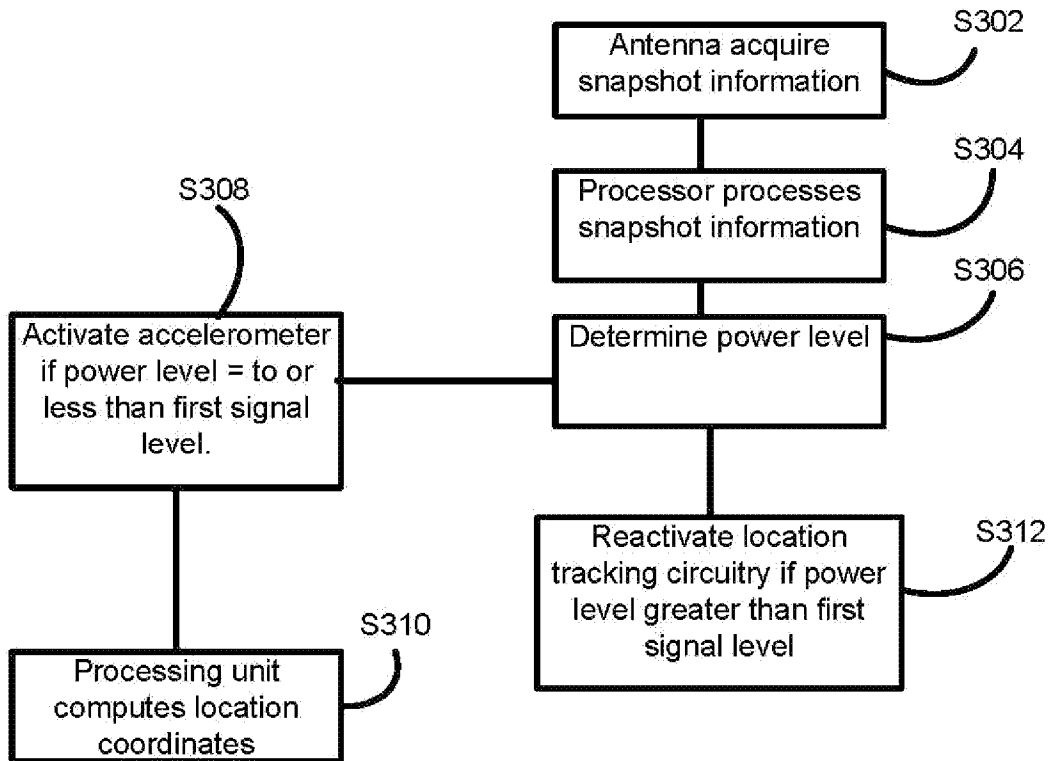 S302
Antenna acquire
snapshot information
S304
Processor processes
snapshot information
S306
Determine power level
S308
Activate accelerometer
if power level = to or
less than first signal
level.
S310
Processing unit
computes location
coordinates
S312
Reactivate location
tracking circuitry if power
level greater than first
signal level